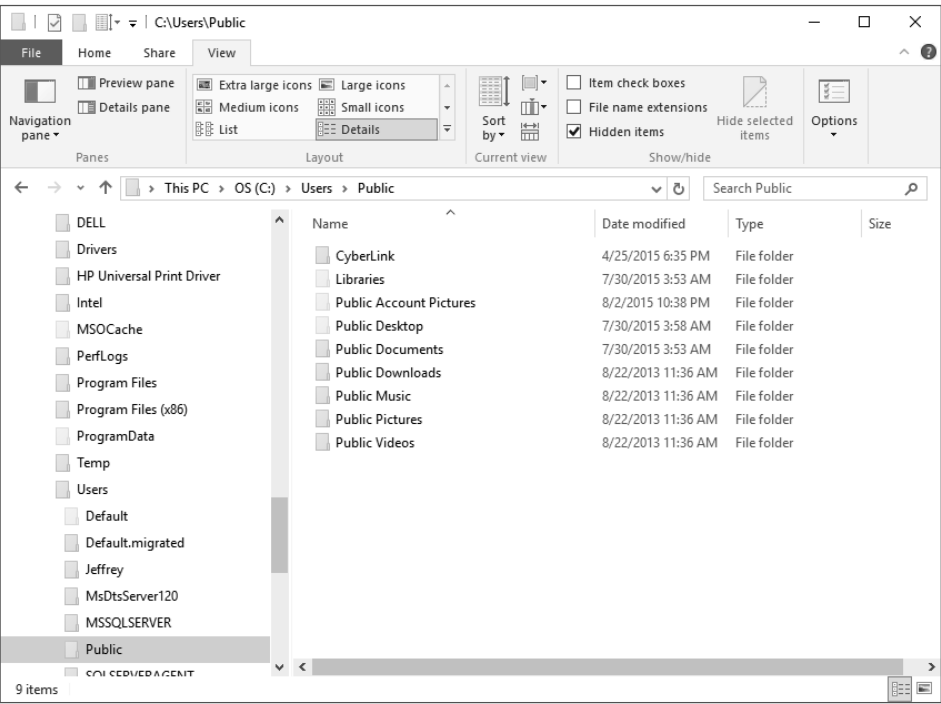 C:\Users\Public
File Home Share View
Navigation pane
Preview pane
Details pane
Panes
Extra large icons Large icons
Medium icons Small icons
List Details
Layout
Sort by
Current view
Item check boxes
File name extensions
Hidden items
Hide selected items
Show/hide
Options
This PC > OS (C:) > Users > Public
Search Public
DELL
Drivers
HP Universal Print Driver
Intel
MSOCache
PerfLogs
Program Files
Program Files (x86)
ProgramData
Temp
Users
Default
Default.migrated
Jeffrey
MsDtsServer120
MSSQLSERVER
Public
SQLSERVERAGENT
Name Date modified Type Size
CyberLink 4/25/2015 6:35 PM File folder
Libraries 7/30/2015 3:53 AM File folder
Public Account Pictures 8/2/2015 10:38 PM File folder
Public Desktop 7/30/2015 3:58 AM File folder
Public Documents 7/30/2015 3:53 AM File folder
Public Downloads 8/22/2013 11:36 AM File folder
Public Music 8/22/2013 11:36 AM File folder
Public Pictures 8/22/2013 11:36 AM File folder
Public Videos 8/22/2013 11:36 AM File folder
9 items